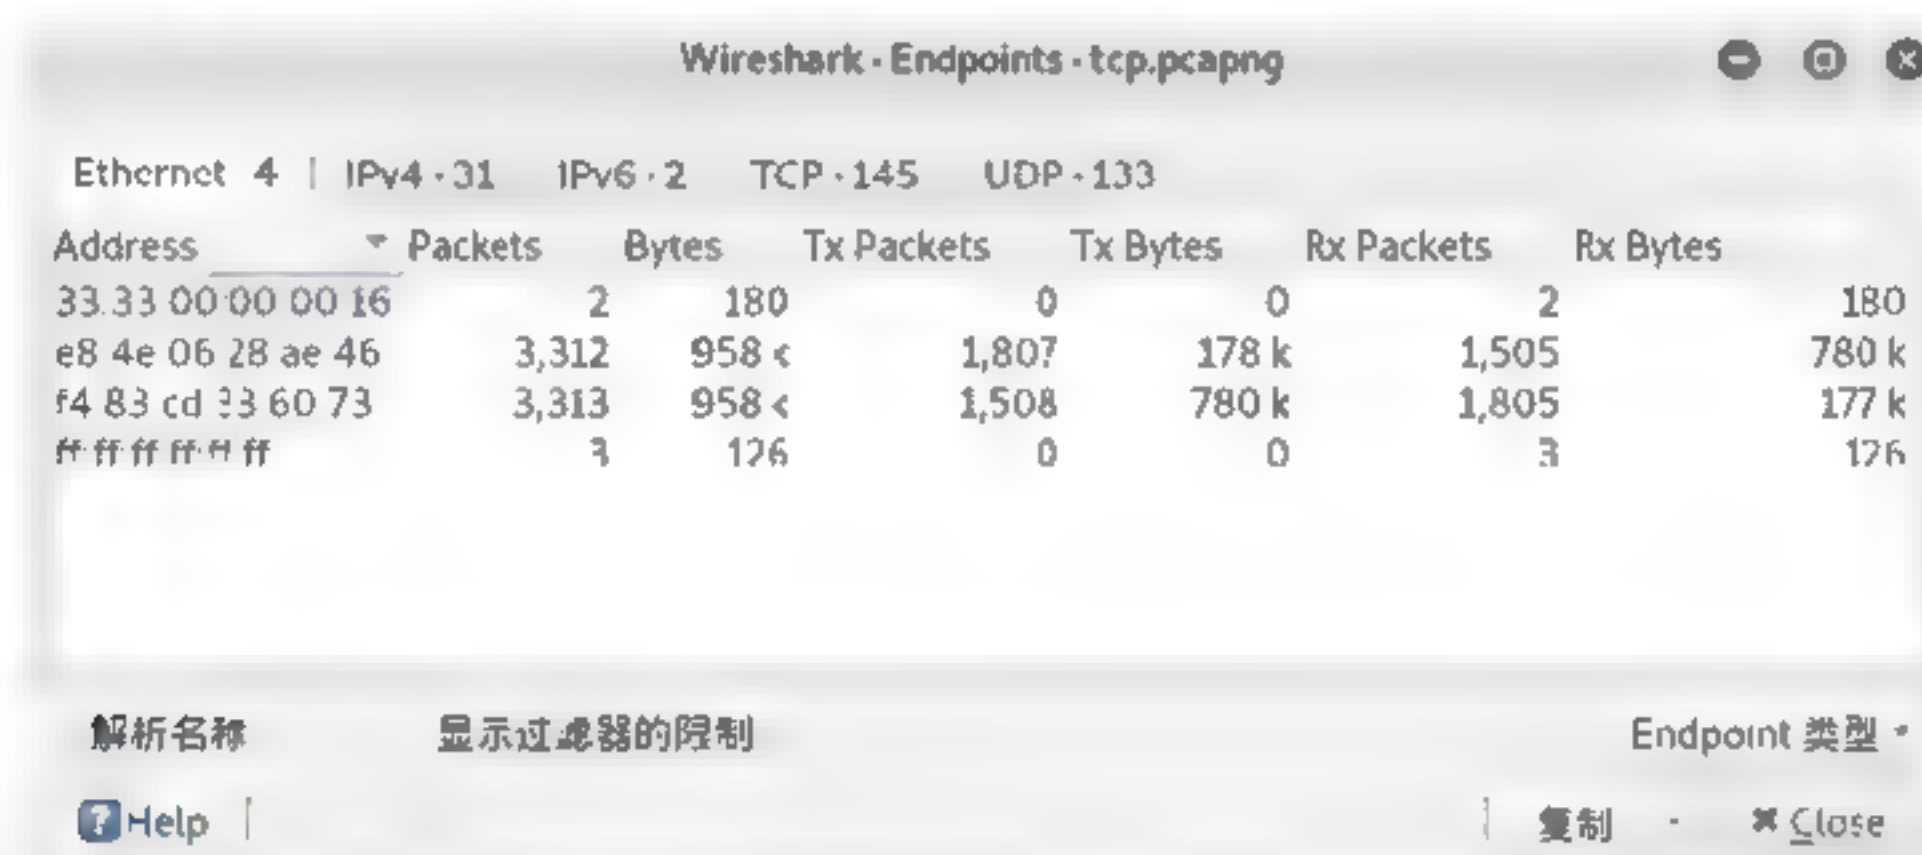 Wireshark · Endpoints · tcp.pcapng
Ethernet 4 IPv4 · 31 IPv6 · 2 TCP · 145 UDP · 133
Address Packets Bytes Tx Packets Tx Bytes Rx Packets Rx Bytes
33:33 00:00 00 16 2 180 0 0 2 180
e8 4e 06 28 ae 46 3,312 958 k 1,807 178 k 1,505 780 k
f4 83 cd 33 60 73 3,313 958 k 1,508 780 k 1,805 177 k
ff ff ff ff ff ff 3 126 0 0 3 126
解析名称 显示过滤器的限制 Endpoint 类型
Help 复制 Close